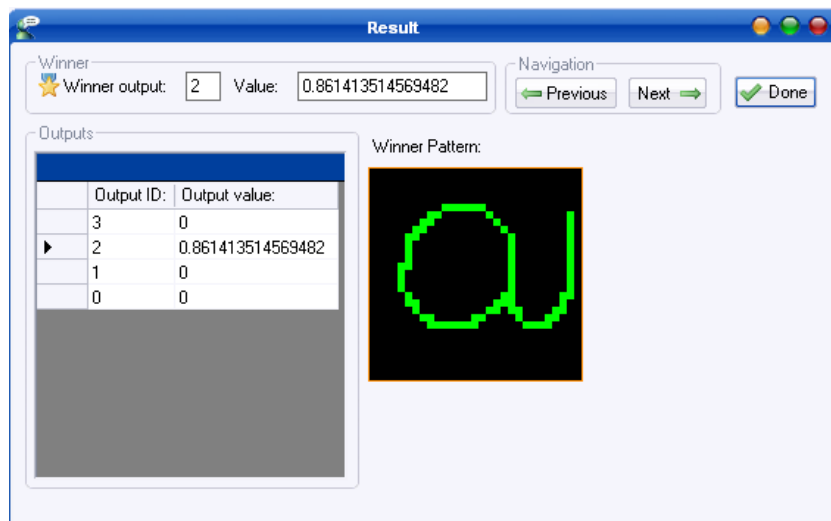 Result
Winner
Winner output: 2 Value: 0.861413514569482
Navigation
Previous Next
Done
Outputs
Output ID: Output value:
3 0
2 0.861413514569482
1 0
0 0
Winner Pattern:
a